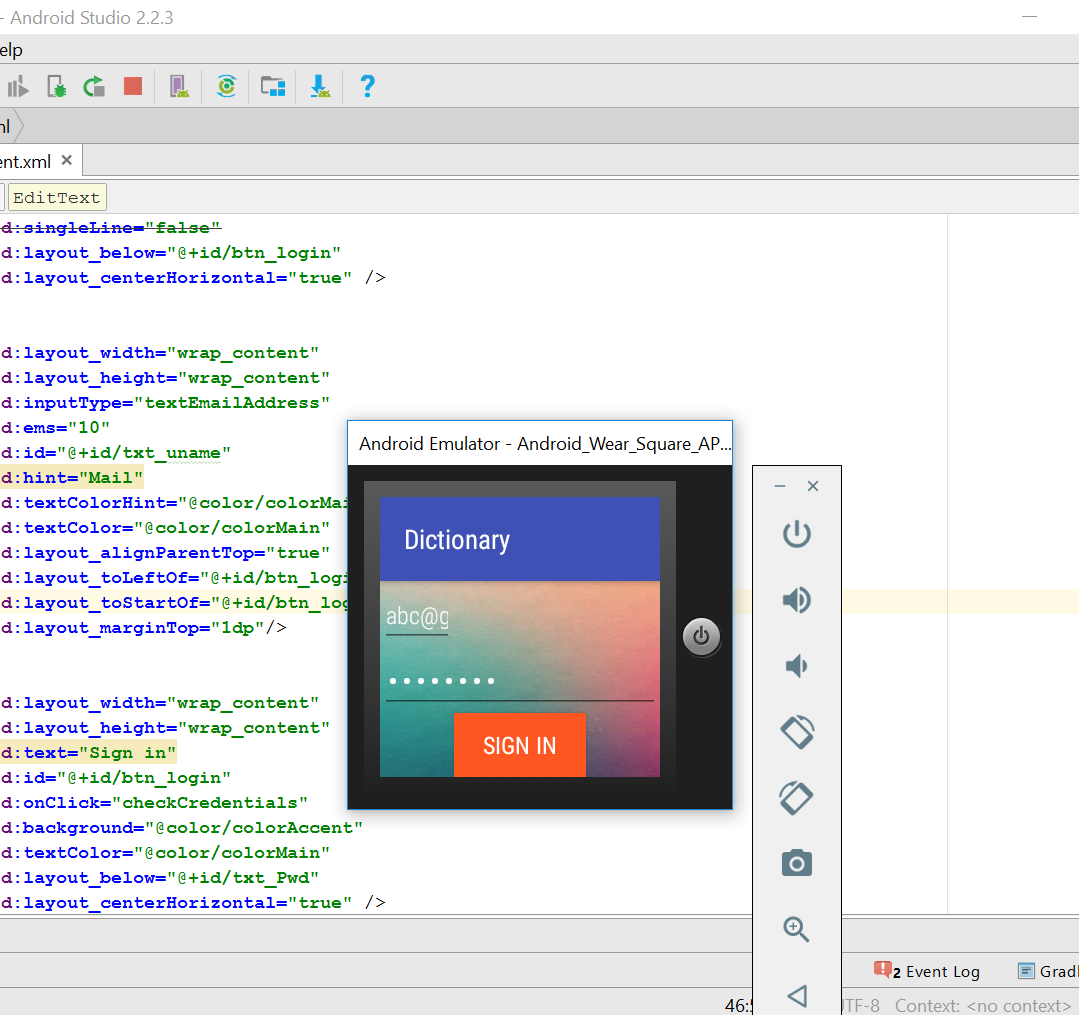 - Android Studio 2.2.3
elp
?
nl
ent.xml
EditText
d:singleLine="false"
d:layout_below="@+id/btn_login"
d:layout_centerHorizontal="true" />
d:layout_width="wrap_content"
d:layout_height="wrap_content"
d:inputType="textEmailAddress"
d:ems="10"
d:id="@+id/txt_uname"
d:hint="Mail"
d:textColorHint="@color/colorMai
d:textColor="@color/colorMain"
d:layout_alignParentTop="true"
d:layout_toLeftOf="@+id/btn_logi
d:layout_toStartOf="@+id/btn_log
d:layout_marginTop="1dp"/>
d:layout_width="wrap_content"
d:layout_height="wrap_content"
d:text="Sign in"
d:id="@+id/btn_login"
d:onClick="checkCredentials"
d:background="@color/colorAccent"
d:textColor="@color/colorMain"
d:layout_below="@+id/txt_Pwd"
d:layout_centerHorizontal="true" />
Android Emulator - Android_Wear_Square_AP...
Dictionary
abc@g
••••••••
SIGN IN
2 Event Log
Gradl
46:5
UTF-8 Context: <no context>